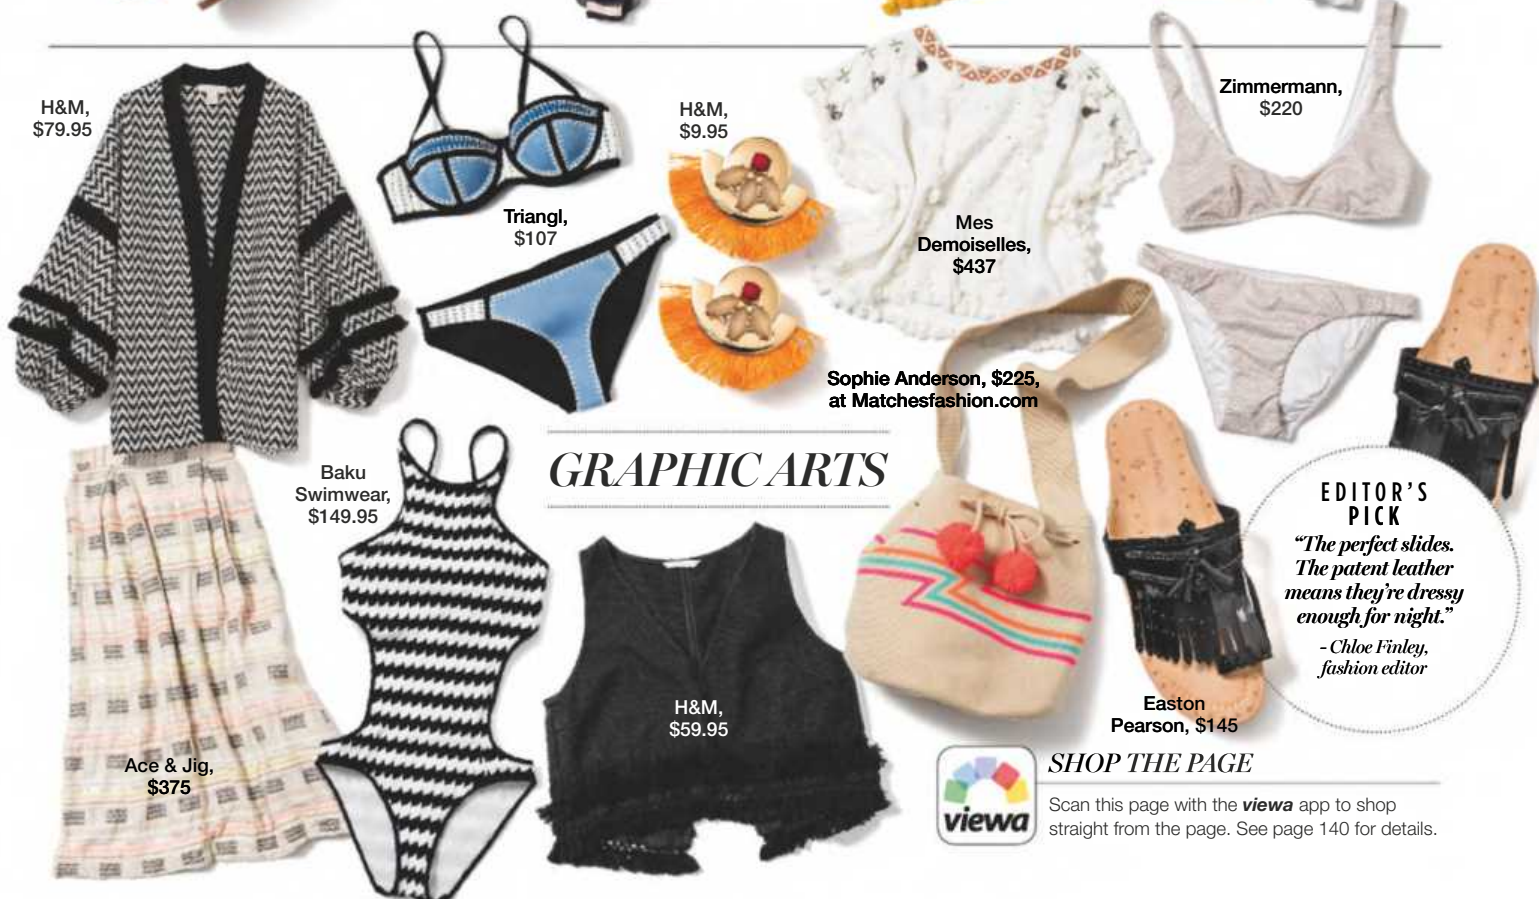 H&M,
$79.95
Triangl,
$107
H&M,
$9.95
Mes
Demoiselles,
$437
Zimmermann,
$220
Sophie Anderson, $225,
at Matchesfashion.com
Baku
Swimwear,
$149.95
GRAPHIC ARTS
EDITOR'S
PICK
“The perfect slides.
The patent leather
means they’re dressy
enough for night.”
- Chloe Finley,
fashion editor
H&M,
$59.95
Easton
Pearson, $145
Ace & Jig,
$375
viewa
SHOP THE PAGE
Scan this page with the viewa app to shop
straight from the page. See page 140 for details.